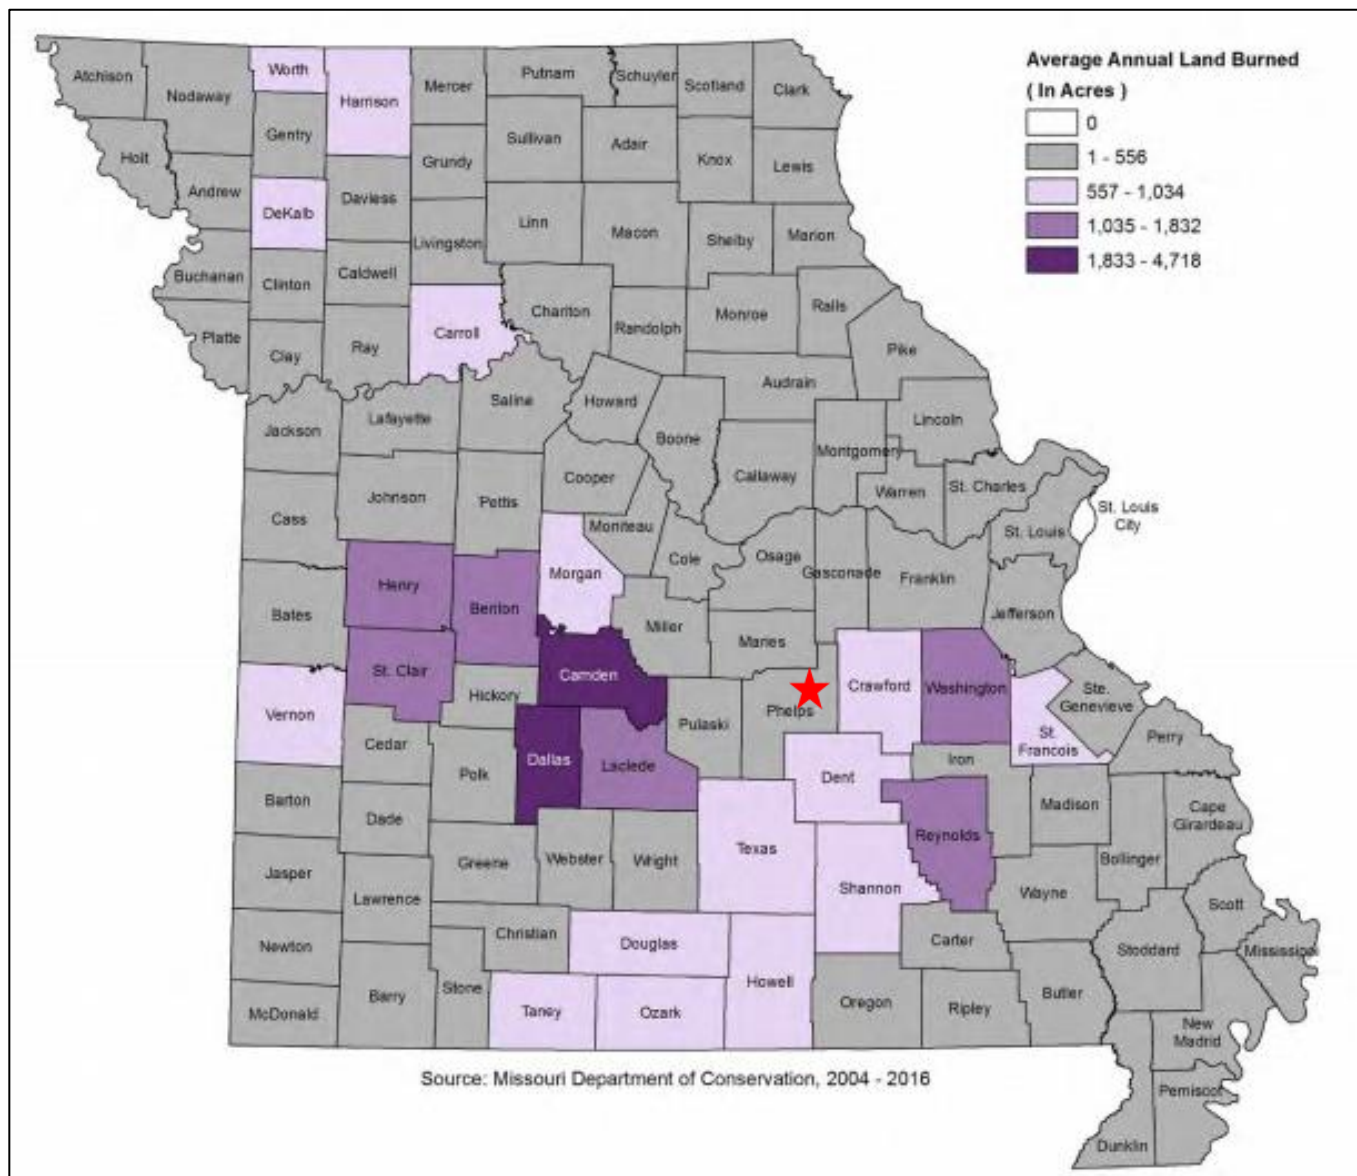 Average Annual Land Burned
( In Acres )
0
1 - 556
557 - 1,034
1,035 - 1,832
1,833 - 4,718
Atchison
Nodaway
Worth
Harrison
Mercer
Putnam
Schuyler
Scotland
Clark
Holt
Andrew
Gentry
DeKalb
Daviess
Grundy
Sullivan
Adair
Knox
Lewis
Buchanan
Clinton
Caldwell
Livingston
Linn
Macon
Shelby
Marion
Platte
Clay
Ray
Carroll
Chariton
Randolph
Monroe
Ralls
Pike
Jackson
Lafayette
Saline
Howard
Boone
Audrain
Callaway
Montgomery
Lincoln
Warren
St. Charles
St. Louis
St. Louis
City
Cass
Johnson
Pettis
Cooper
Moniteau
Cole
Osage
Gasconade
Franklin
Jefferson
Bates
Henry
Benton
Morgan
Miller
Maries
Phelps
Crawford
Washington
St.
Francois
Ste.
Genevieve
Perry
Vernon
St. Clair
Hickory
Camden
Pulaski
Cedar
Polk
Dallas
Laclede
Dent
Iron
Madison
Cape
Girardeau
Barton
Dade
Greene
Webster
Wright
Texas
Shannon
Reynolds
Wayne
Bollinger
Scott
Jasper
Lawrence
Christian
Douglas
Howell
Carter
Stoddard
Mississippi
Newton
McDonald
Barry
Stone
Taney
Ozark
Oregon
Ripley
Butler
New
Madrid
Pemiscot
Dunklin
Source: Missouri Department of Conservation, 2004 - 2016